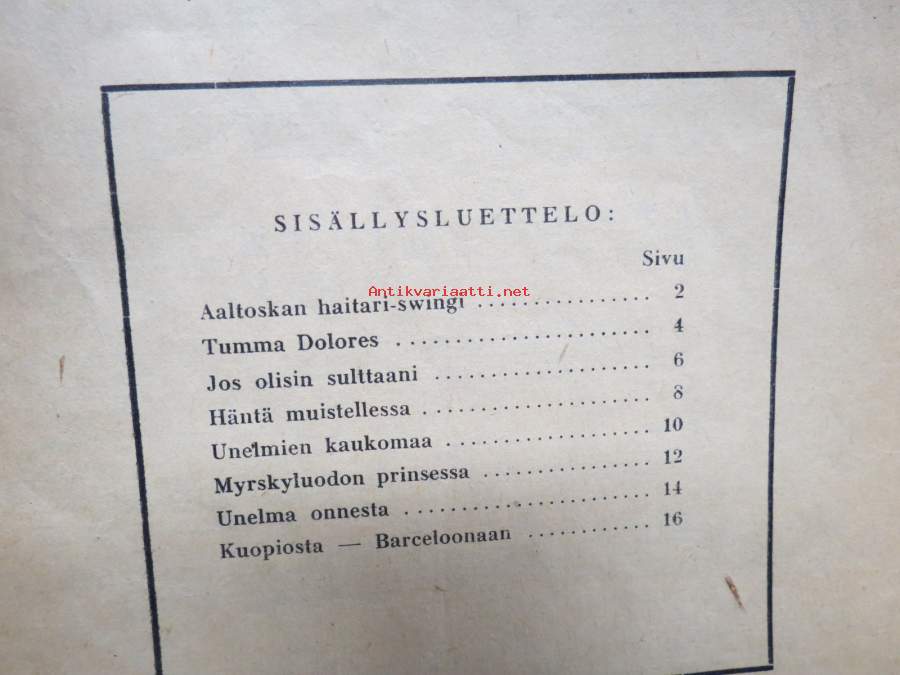 SISÄLLYSLUETTELO:
Sivu
Antikvariaatti.net
Aaltoskan haitari-swingi ................ 2
Tumma Dolores ..................... 4
Jos olisin sulttaani .................. 6
Häntä muistellessa ................... 8
Unelmien kaukomaa ................. 10
Myrskyluodon prinsessa .............. 12
Unelma onnesta ..................... 14
Kuopiosta — Barceloonaan ........... 16